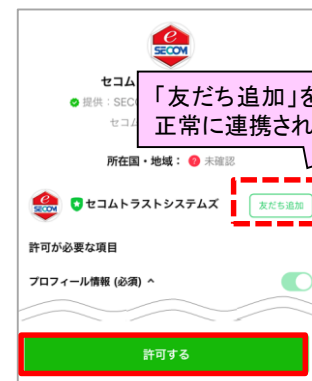 SECOM
セコム
提供：SEC
セコム
「友だち追加」を
正常に連携され
所在国・地域： ? 未確認
SECOM
セコムトラストシステムズ
友だち追加
許可が必要な項目
プロフィール情報 (必須) ^
許可する